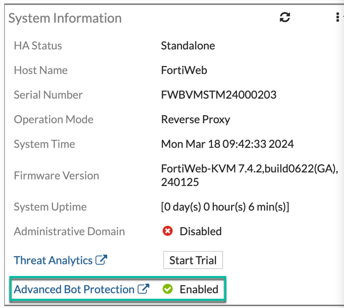 System Information
HA Status Standalone
Host Name FortiWeb
Serial Number FWBVMSTM24000203
Operation Mode Reverse Proxy
System Time Mon Mar 18 09:42:33 2024
Firmware Version FortiWeb-KVM 7.4.2,build0622(GA),
240125
System Uptime [0 day(s) 0 hour(s) 6 min(s)]
Administrative Domain Disabled
Threat Analytics Start Trial
Advanced Bot Protection Enabled